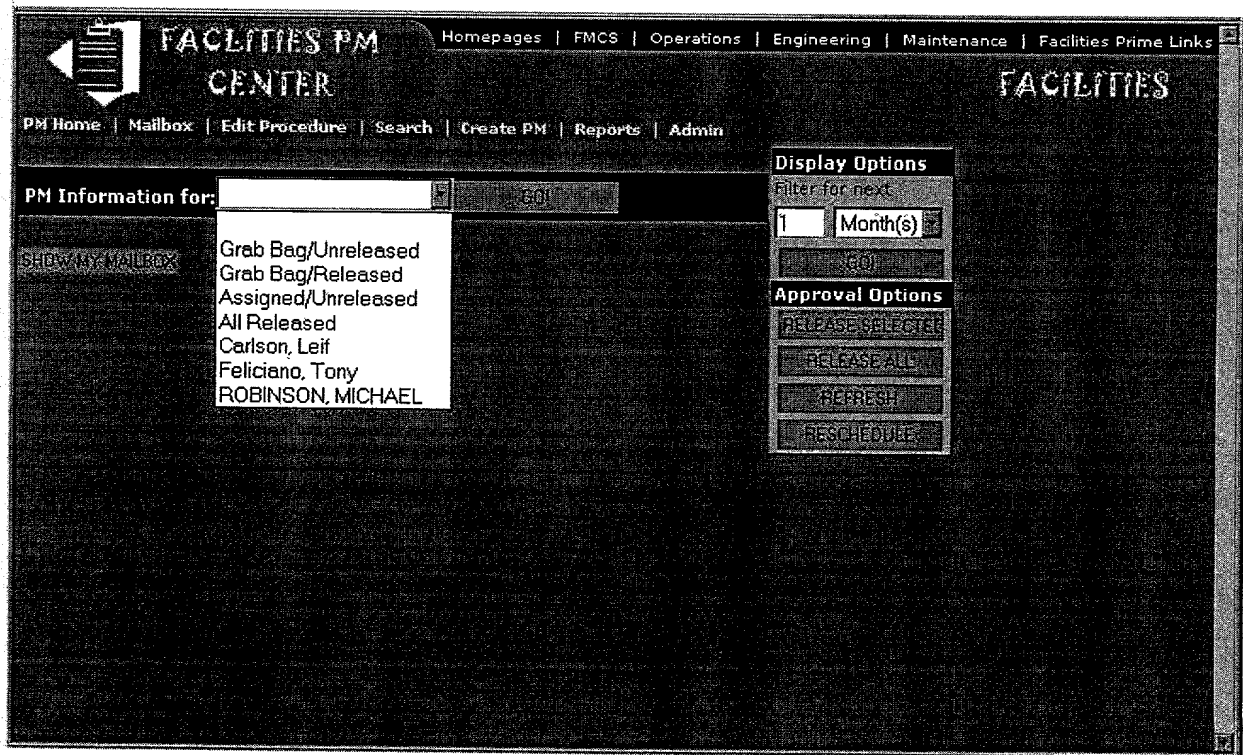 FACILITIES PM
CENTER
Homepages | FMCS | Operations | Engineering | Maintenance | Facilities Prime Links
FACILITIES
PM Home | Mailbox | Edit Procedure | Search | Create PM | Reports | Admin
PM Information for:
GO!
SHOW MY MAILBOX
Grab Bag/Unreleased
Grab Bag/Released
Assigned/Unreleased
All Released
Carlson, Leif
Feliciano, Tony
ROBINSON, MICHAEL
Display Options
Filter for next
1 Month(s)
GO!
Approval Options
RELEASE SELECTED
RELEASE ALL
REFRESH
RESCHEDULE